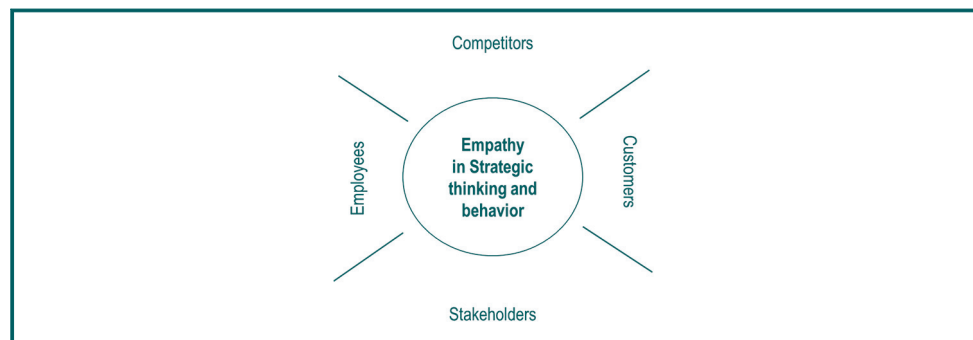 Competitors
Employees
Empathy
in Strategic
thinking and
behavior
Customers
Stakeholders